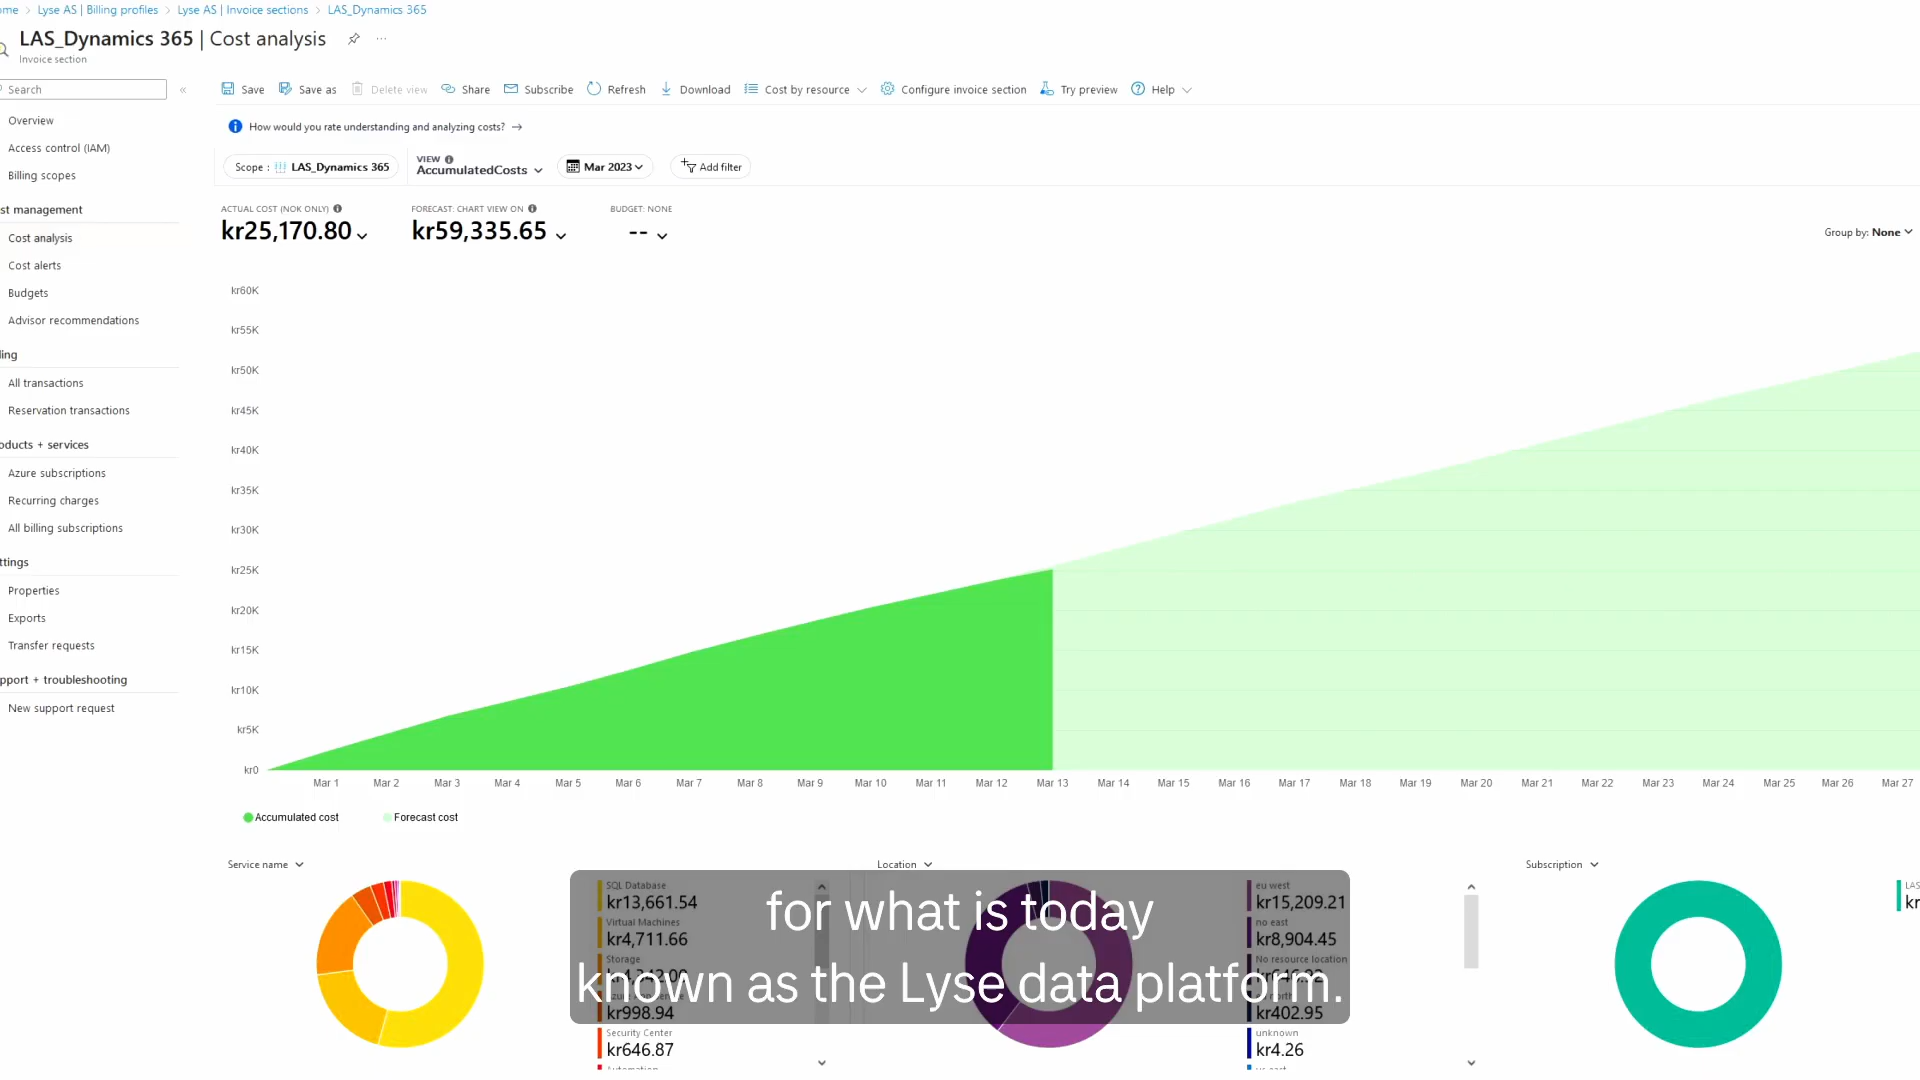 ome > Lyse AS | Billing profiles > Lyse AS | Invoice sections > LAS_Dynamics 365
LAS_Dynamics 365 | Cost analysis
Invoice section
Search
Save Save as Delete view Share Subscribe Refresh Download Cost by resource Configure invoice section Try preview Help
How would you rate understanding and analyzing costs? →
Overview
Access control (IAM)
Billing scopes
st management
Cost analysis
Cost alerts
Budgets
Advisor recommendations
ling
All transactions
Reservation transactions
oducts + services
Azure subscriptions
Recurring charges
All billing subscriptions
ttings
Properties
Exports
Transfer requests
pport + troubleshooting
New support request
Scope : LAS_Dynamics 365
VIEW
AccumulatedCosts
Mar 2023
Add filter
ACTUAL COST (NOK ONLY)
kr25,170.80
FORECAST: CHART VIEW ON
kr59,335.65
BUDGET: NONE
--
Group by: None
kr60K
kr55K
kr50K
kr45K
kr40K
kr35K
kr30K
kr25K
kr20K
kr15K
kr10K
kr5K
kr0
Mar 1 Mar 2 Mar 3 Mar 4 Mar 5 Mar 6 Mar 7 Mar 8 Mar 9 Mar 10 Mar 11 Mar 12 Mar 13 Mar 14 Mar 15 Mar 16 Mar 17 Mar 18 Mar 19 Mar 20 Mar 21 Mar 22 Mar 23 Mar 24 Mar 25 Mar 26 Mar 27
Accumulated cost Forecast cost
Service name
SQL Database
kr13,661.54
Virtual Machines
kr4,711.66
Storage
kr998.94
Security Center
kr646.87
Location
eu west
kr15,209.21
no east
kr8,904.45
No resource location
kr402.95
unknown
kr4.26
Subscription
LAS
kr
for what is today
known as the Lyse data platform.